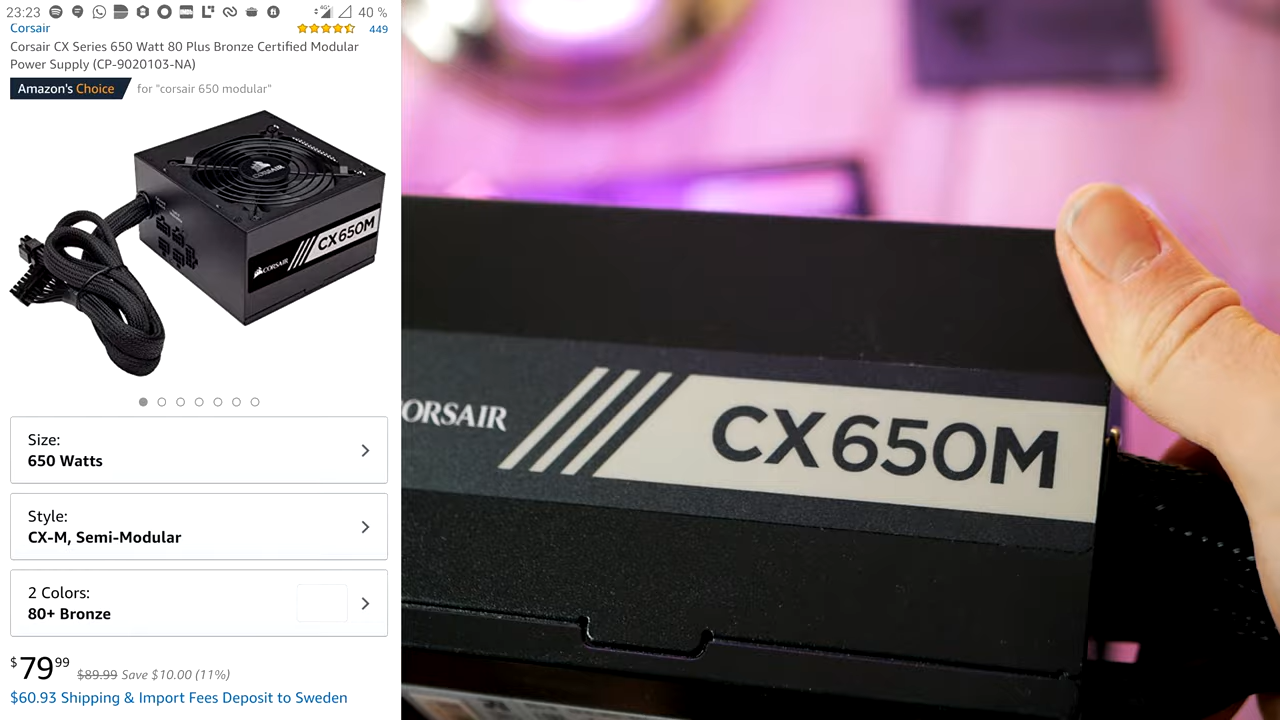 23:23
4G
40 %
Corsair
449
Corsair CX Series 650 Watt 80 Plus Bronze Certified Modular
Power Supply (CP-9020103-NA)
Amazon's Choice
for "corsair 650 modular"
CORSAIR
CORSAIR
CX650M
Size:
650 Watts
Style:
CX-M, Semi-Modular
2 Colors:
80+ Bronze
$79.99
$89.99 Save $10.00 (11%)
$60.93 Shipping & Import Fees Deposit to Sweden
ORSAIR
CX650M